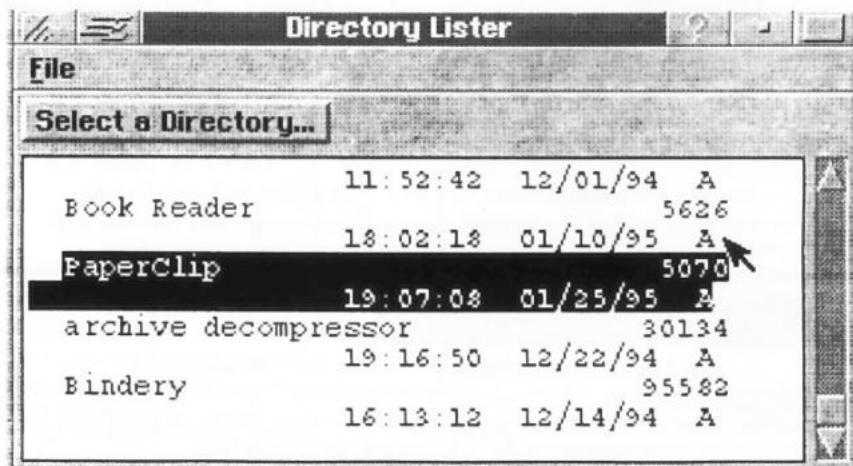 Directory Lister
?
File
Select a Directory...
11:52:42 12/01/94 A
Book Reader 5626
18:02:18 01/10/95 A
PaperClip 5070
19:07:08 01/25/95 A
archive decompressor 30134
19:16:50 12/22/94 A
Bindery 95582
16:13:12 12/14/94 A